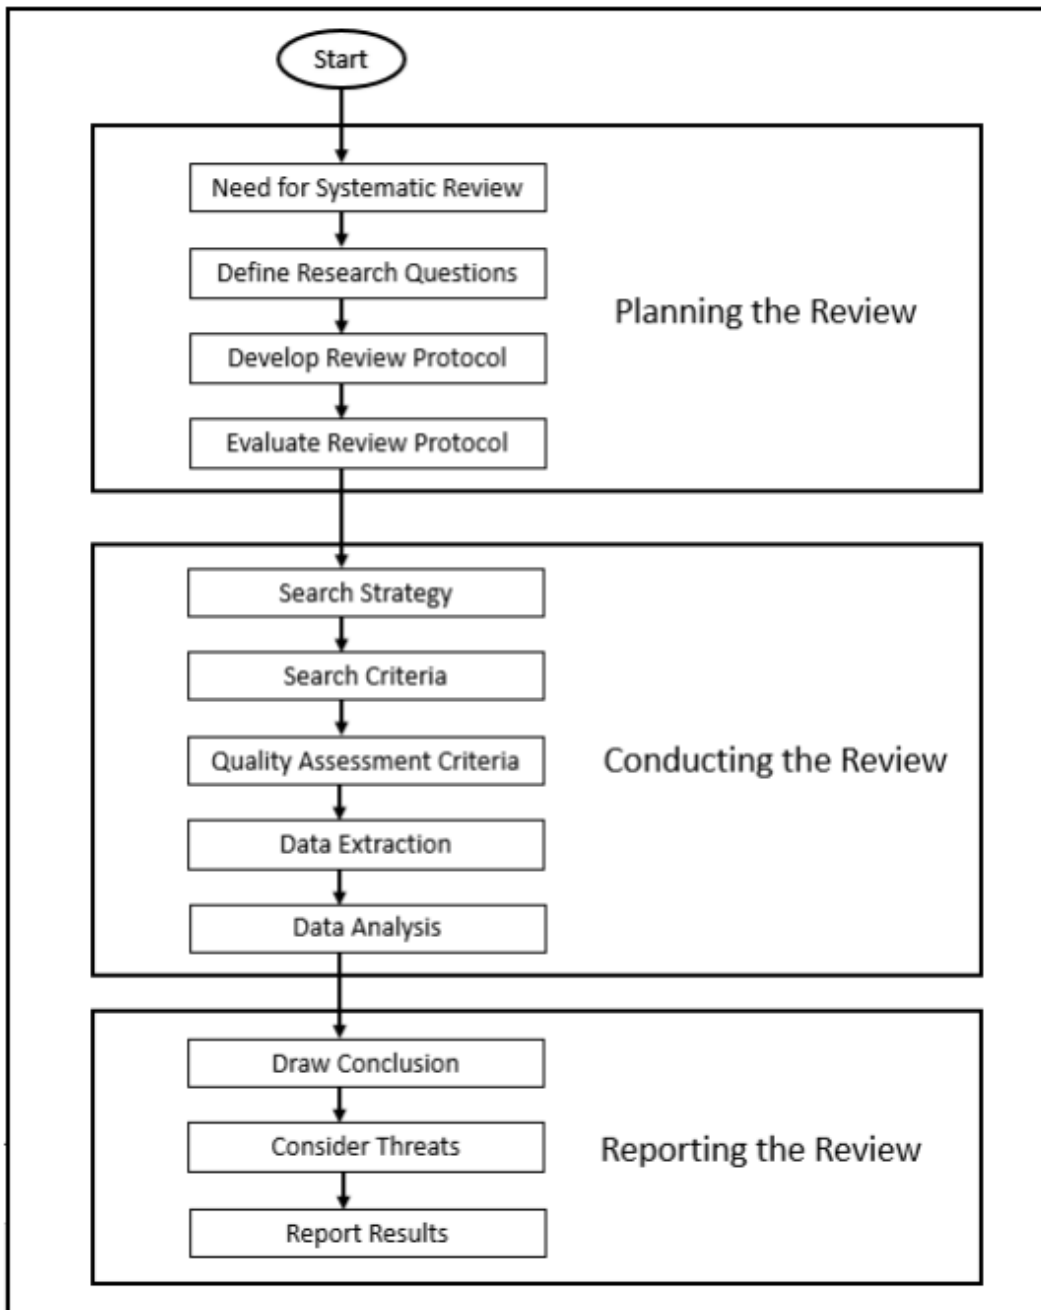 Start
Need for Systematic Review
Define Research Questions
Develop Review Protocol
Evaluate Review Protocol
Planning the Review
Search Strategy
Search Criteria
Quality Assessment Criteria
Data Extraction
Data Analysis
Conducting the Review
Draw Conclusion
Consider Threats
Report Results
Reporting the Review